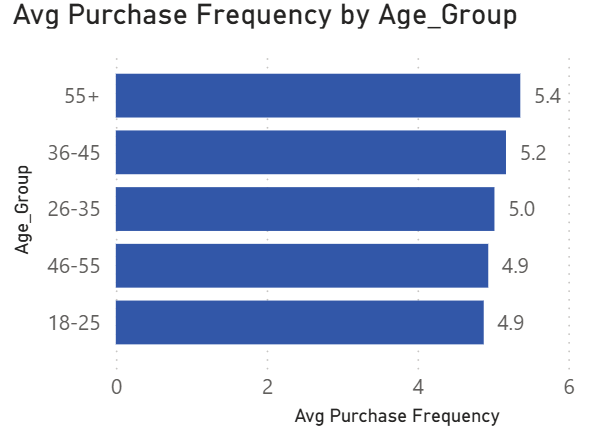 Avg Purchase Frequency by Age_Group
Age_Group
55+ 5.4
36-45 5.2
26-35 5.0
46-55 4.9
18-25 4.9
0 2 4 6
Avg Purchase Frequency